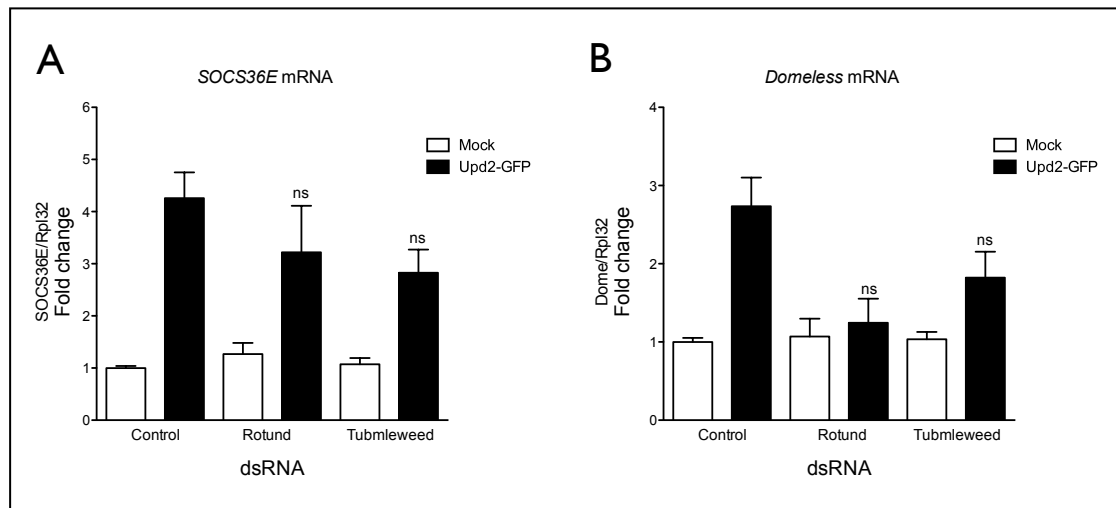 A
SOCS36E mRNA
6
5
4
3
2
1
0
SOCS36E/Rpl32
Fold change
Mock
Upd2-GFP
ns
ns
Control
Rotund
Tubmleweed
dsRNA
B
Domeless mRNA
4
3
2
1
0
Dome/Rpl32
Fold change
Mock
Upd2-GFP
ns
ns
Control
Rotund
Tumbleweed
dsRNA